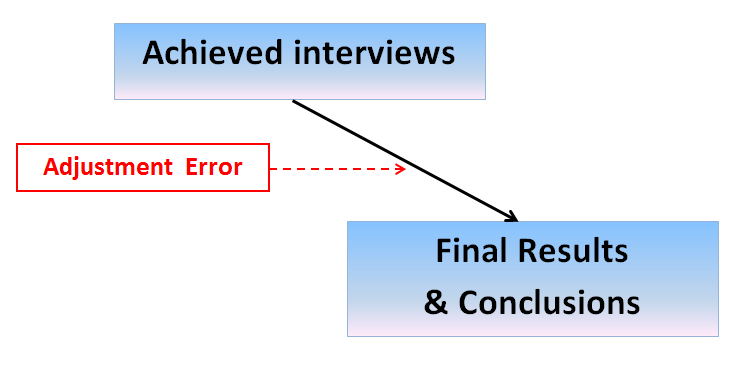 Achieved interviews
Adjustment Error
Final Results
& Conclusions